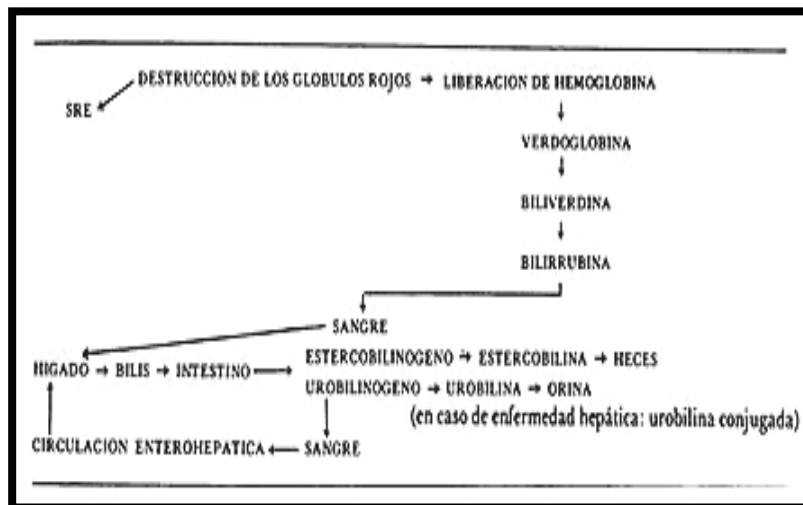 DESTRUCCION DE LOS GLOBULOS ROJOS → LIBERACION DE HEMOGLOBINA
SRE
VERDOGLOBINA
BILIVERDINA
BILIRRUBINA
SANGRE
ESTERCOBILINOGENO → ESTERCOBILINA → HECES
HIGADO → BILIS → INTESTINO
UROBILINOGENO → UROBILINA → ORINA
(en caso de enfermedad hepática: urobilina conjugada)
CIRCULACION ENTEROHEPATICA ← SANGRE